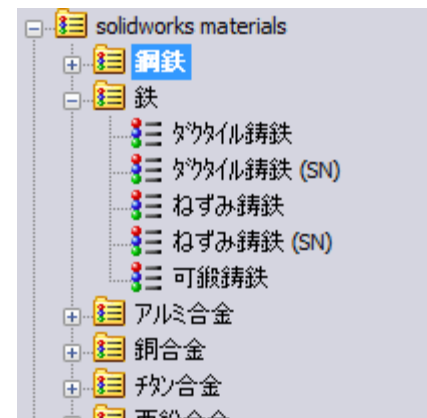 solidworks materials
鋼鉄
鉄
ﾀﾞｸﾀｲﾙ鋳鉄
ﾀﾞｸﾀｲﾙ鋳鉄 (SN)
ねずみ鋳鉄
ねずみ鋳鉄 (SN)
可鍛鋳鉄
アルミ合金
銅合金
ﾁﾀﾝ合金